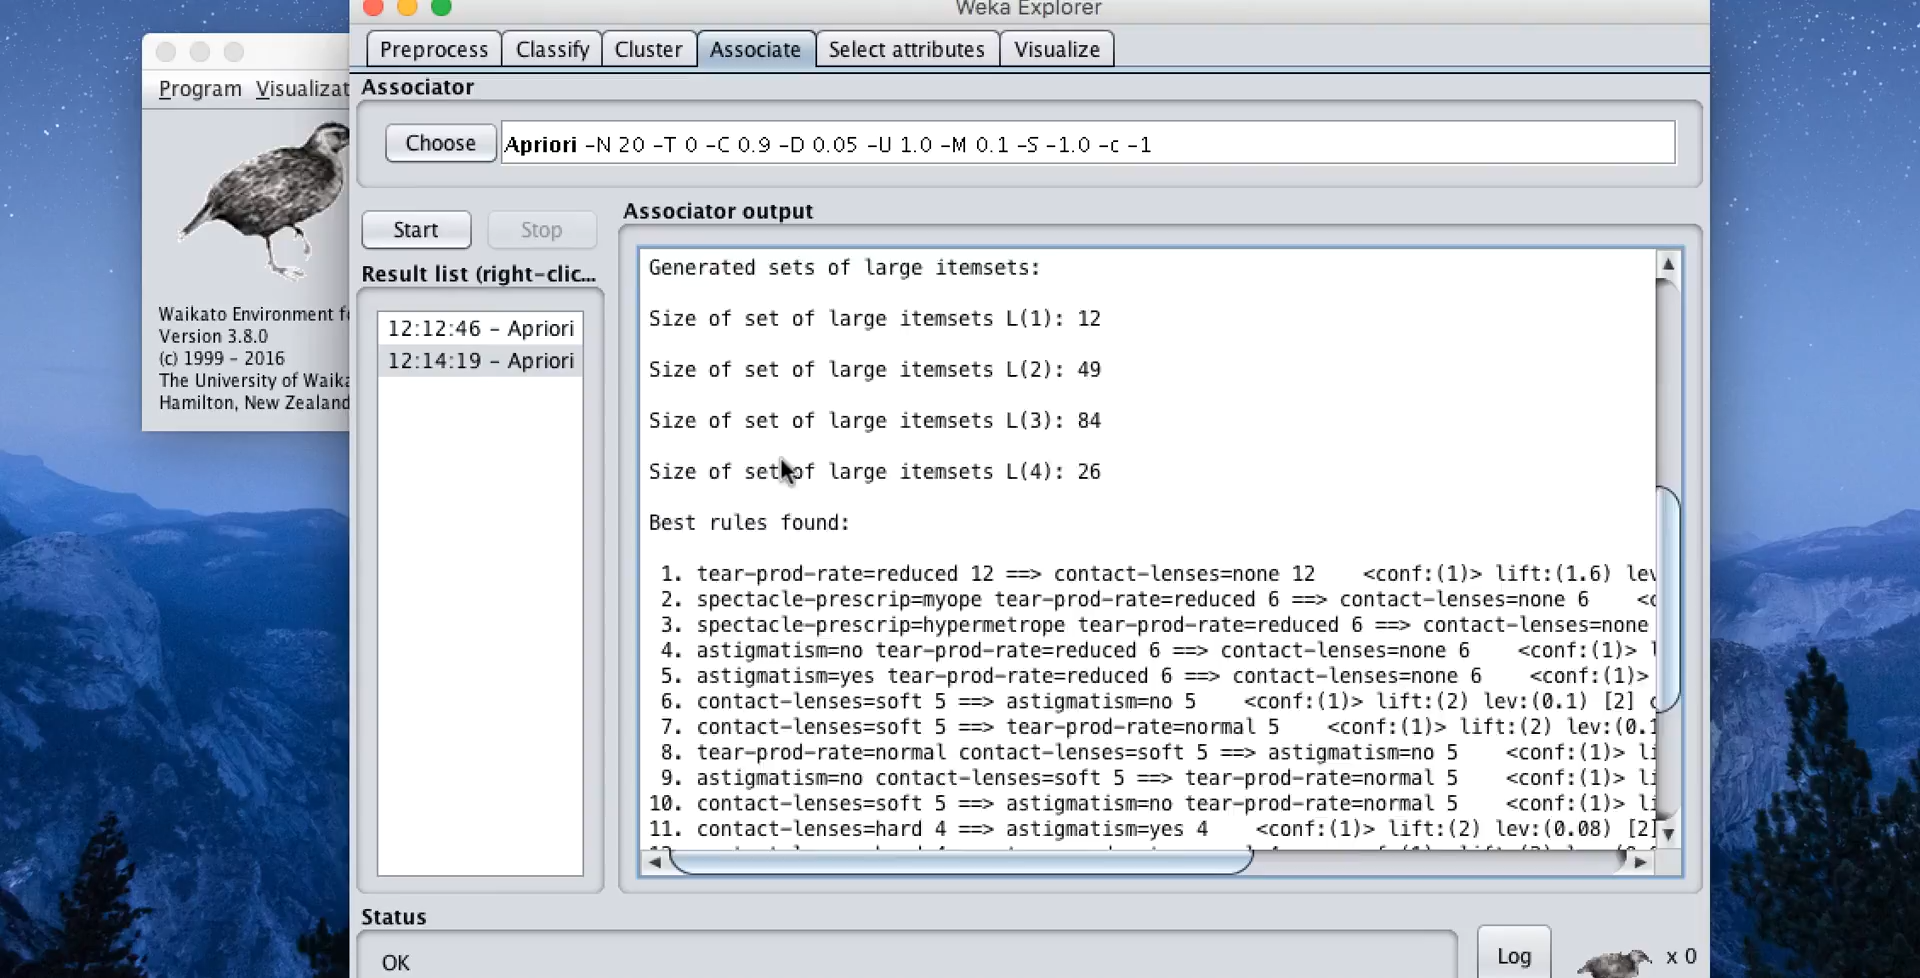 Weka Explorer
Program Visualizat
Waikato Environment f
Version 3.8.0
(c) 1999 - 2016
The University of Waika
Hamilton, New Zealand
Preprocess Classify Cluster Associate Select attributes Visualize
Associator
Choose Apriori -N 20 -T 0 -C 0.9 -D 0.05 -U 1.0 -M 0.1 -S -1.0 -c -1
Start Stop
Result list (right-clic...
12:12:46 - Apriori
12:14:19 - Apriori
Associator output
Generated sets of large itemsets:
Size of set of large itemsets L(1): 12
Size of set of large itemsets L(2): 49
Size of set of large itemsets L(3): 84
Size of set of large itemsets L(4): 26
Best rules found:
1. tear-prod-rate=reduced 12 ==> contact-lenses=none 12 <conf:(1)> lift:(1.6) lev
2. spectacle-prescrip=myope tear-prod-rate=reduced 6 ==> contact-lenses=none 6 <c
3. spectacle-prescrip=hypermetrope tear-prod-rate=reduced 6 ==> contact-lenses=none
4. astigmatism=no tear-prod-rate=reduced 6 ==> contact-lenses=none 6 <conf:(1)> l
5. astigmatism=yes tear-prod-rate=reduced 6 ==> contact-lenses=none 6 <conf:(1)>
6. contact-lenses=soft 5 ==> astigmatism=no 5 <conf:(1)> lift:(2) lev:(0.1) [2] c
7. contact-lenses=soft 5 ==> tear-prod-rate=normal 5 <conf:(1)> lift:(2) lev:(0.1
8. tear-prod-rate=normal contact-lenses=soft 5 ==> astigmatism=no 5 <conf:(1)> li
9. astigmatism=no contact-lenses=soft 5 ==> tear-prod-rate=normal 5 <conf:(1)> li
10. contact-lenses=soft 5 ==> astigmatism=no tear-prod-rate=normal 5 <conf:(1)> li
11. contact-lenses=hard 4 ==> astigmatism=yes 4 <conf:(1)> lift:(2) lev:(0.08) [2]
Status
OK
Log
x 0